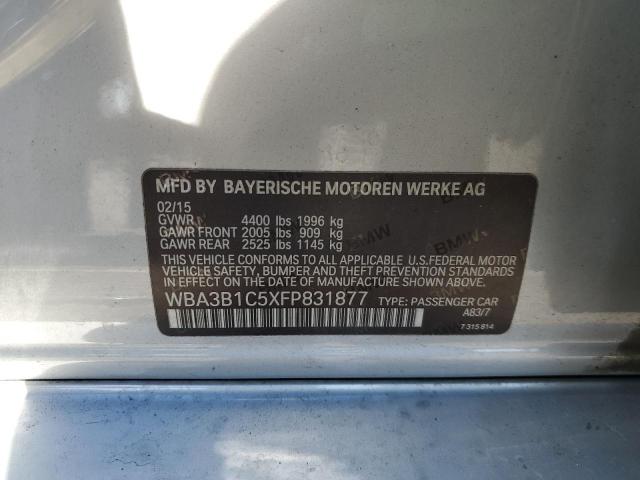 MFD BY BAYERISCHE MOTOREN WERKE AG
02/15
GVWR 4400 lbs 1996 kg
GAWR FRONT 2005 lbs 909 kg
GAWR REAR 2525 lbs 1145 kg
THIS VEHICLE CONFORMS TO ALL APPLICABLE U.S.FEDERAL MOTOR
VEHICLE SAFETY, BUMPER AND THEFT PREVENTION STANDARDS
IN EFFECT ON THE DATE OF MANUFACTURE SHOWN ABOVE.
WBA3B1C5XFP831877 TYPE: PASSENGER CAR
A83/7
7 315 814
BMW
BMW